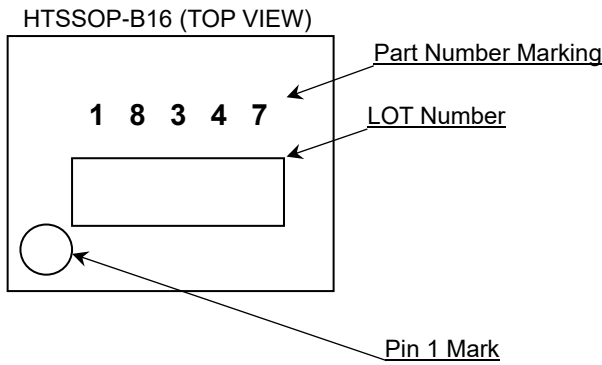 HTSSOP-B16 (TOP VIEW)
Part Number Marking
1 8 3 4 7
LOT Number
Pin 1 Mark